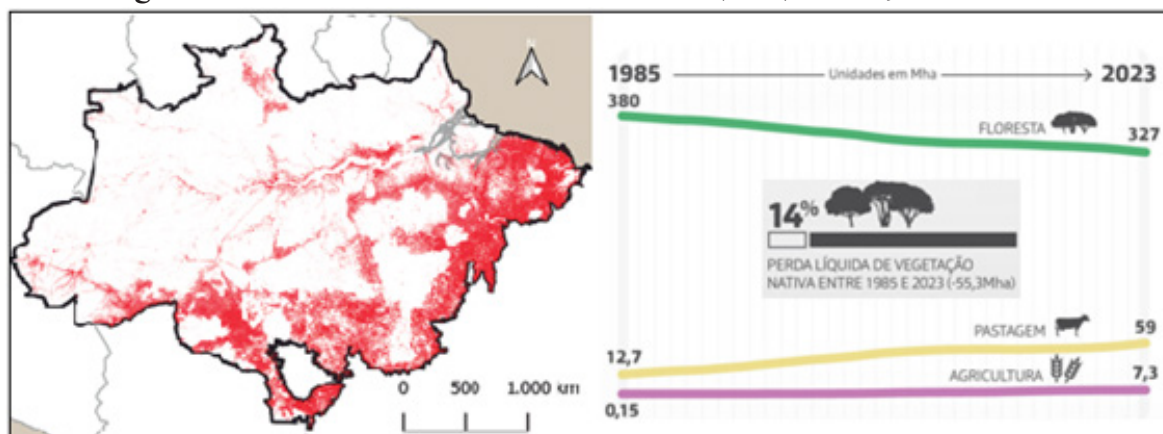 N
0 500 1.000 km
1985 Unidades em Mha 2023
380
FLORESTA
327
14%
PERDA LÍQUIDA DE VEGETAÇÃO
NATIVA ENTRE 1985 E 2023 (-55,3Mha)
PASTAGEM
59
12,7
AGRICULTURA
7,3
0,15